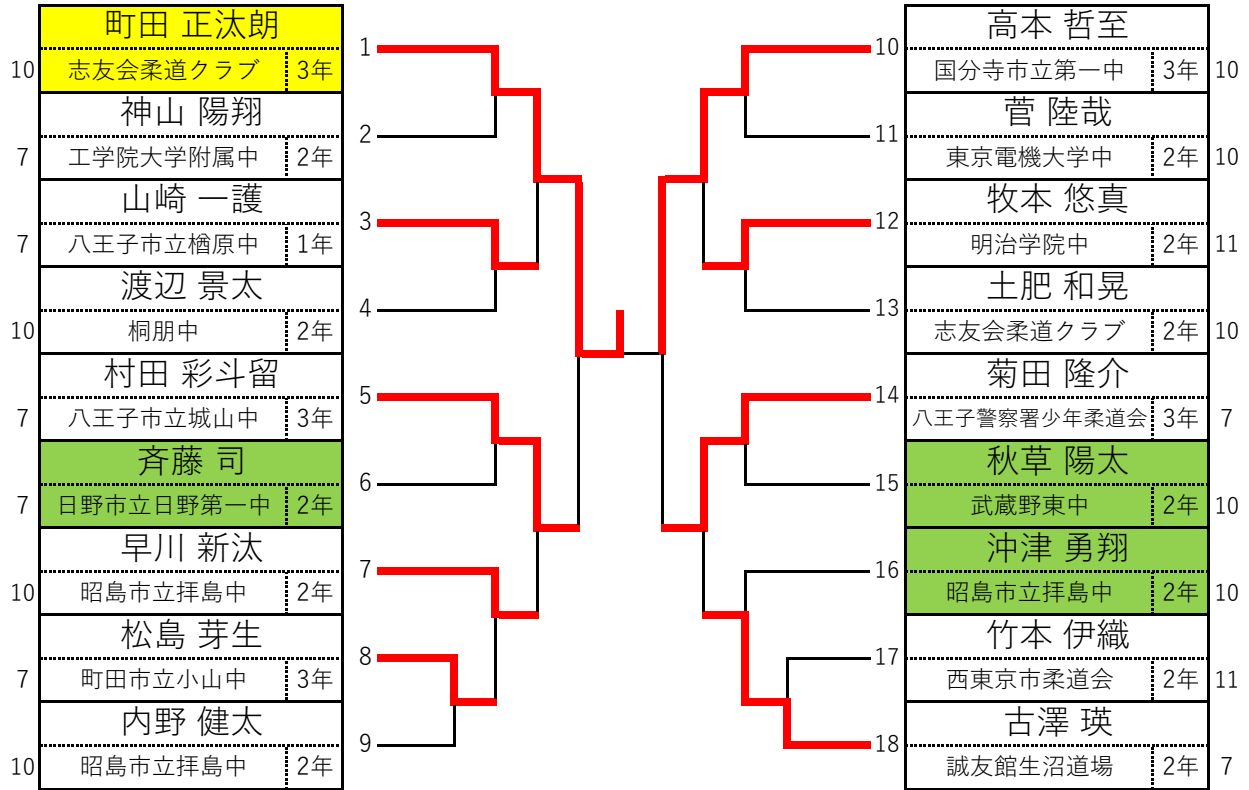 町田 正汰朗
10 志友会柔道クラブ 3年
1
神山 陽翔
7 工学院大学附属中 2年
2
山崎 一護
7 八王子市立楢原中 1年
3
渡辺 景太
10 桐朋中 2年
4
村田 彩斗留
7 八王子市立城山中 3年
5
斉藤 司
7 日野市立日野第一中 2年
6
早川 新汰
10 昭島市立拝島中 2年
7
松島 芽生
7 町田市立小山中 3年
8
内野 健太
10 昭島市立拝島中 2年
9
高本 哲至
10 国分寺市立第一中 3年 10
菅 陸哉
11 東京電機大学中 2年 10
牧本 悠真
12 明治学院中 2年 11
土肥 和晃
13 志友会柔道クラブ 2年 10
菊田 隆介
14 八王子警察署少年柔道会 3年 7
秋草 陽太
15 武蔵野東中 2年 10
沖津 勇翔
16 昭島市立拝島中 2年 10
竹本 伊織
17 西東京市柔道会 2年 11
古澤 瑛
18 誠友館生沼道場 2年 7